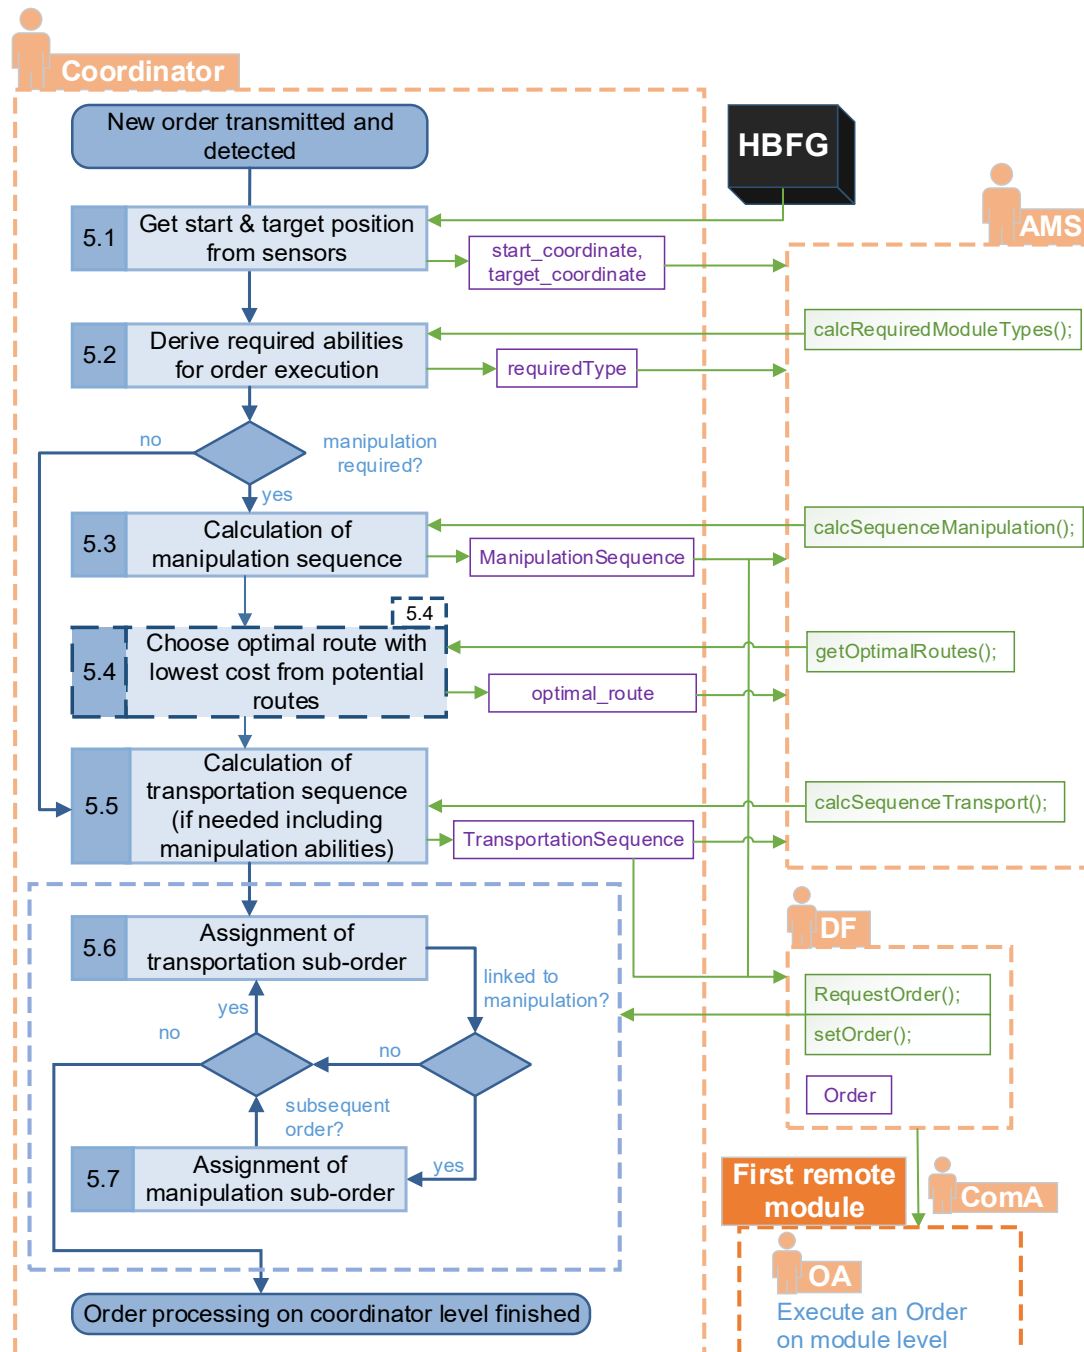 Coordinator
New order transmitted and
detected
HBFG
AMS
5.1
Get start & target position
from sensors
start_coordinate,
target_coordinate
5.2
Derive required abilities
for order execution
calcRequiredModuleTypes();
requiredType
no
manipulation
required?
yes
5.3
Calculation of
manipulation sequence
calcSequenceManipulation();
ManipulationSequence
5.4
5.4
Choose optimal route with
lowest cost from potential
routes
getOptimalRoutes();
optimal_route
5.5
Calculation of
transportation sequence
(if needed including
manipulation abilities)
calcSequenceTransport();
TransportationSequence
DF
5.6
Assignment of
transportation sub-order
linked to
manipulation?
RequestOrder();
setOrder();
yes
no
no
Order
subsequent
order?
5.7
Assignment of
manipulation sub-order
yes
First remote
module
ComA
OA
Execute an Order
on module level
Order processing on coordinator level finished